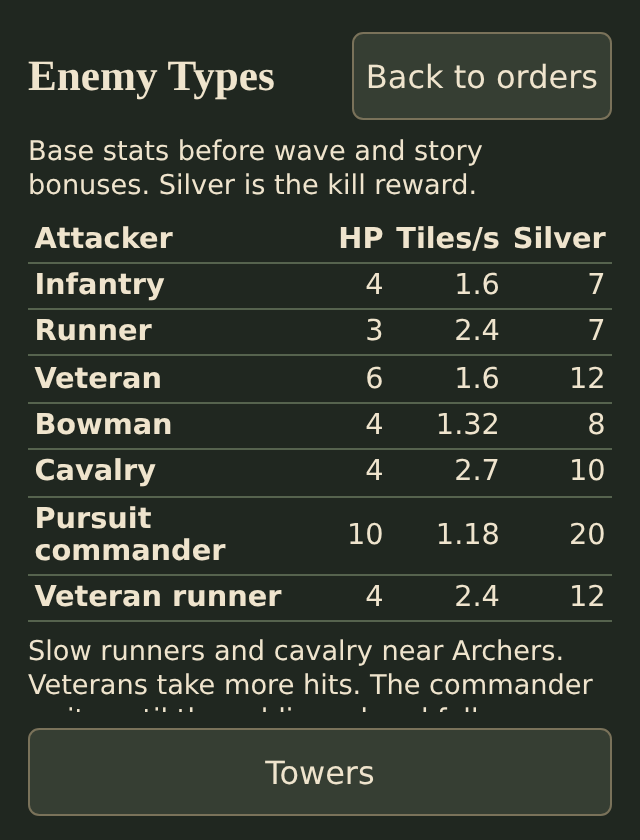 Enemy Types
Back to orders
Base stats before wave and story
bonuses. Silver is the kill reward.
Attacker HP Tiles/s Silver
Infantry 4 1.6 7
Runner 3 2.4 7
Veteran 6 1.6 12
Bowman 4 1.32 8
Cavalry 4 2.7 10
Pursuit
commander 10 1.18 20
Veteran runner 4 2.4 12
Slow runners and cavalry near Archers.
Veterans take more hits. The commander
Towers